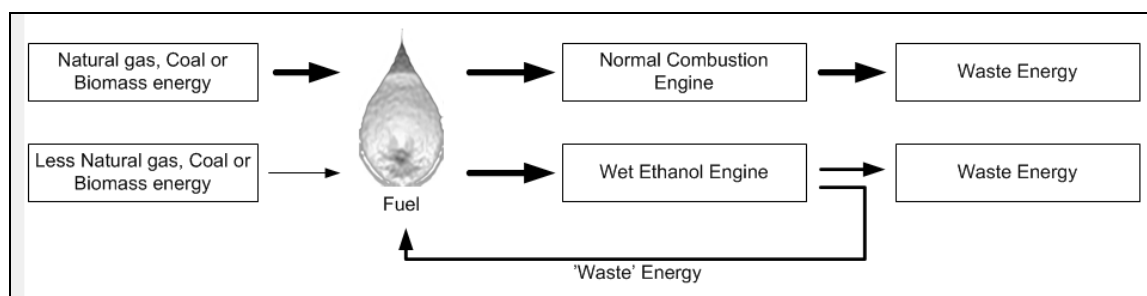 Natural gas, Coal or
Biomass energy
Normal Combustion
Engine
Waste Energy
Less Natural gas, Coal or
Biomass energy
Wet Ethanol Engine
Waste Energy
Fuel
'Waste' Energy